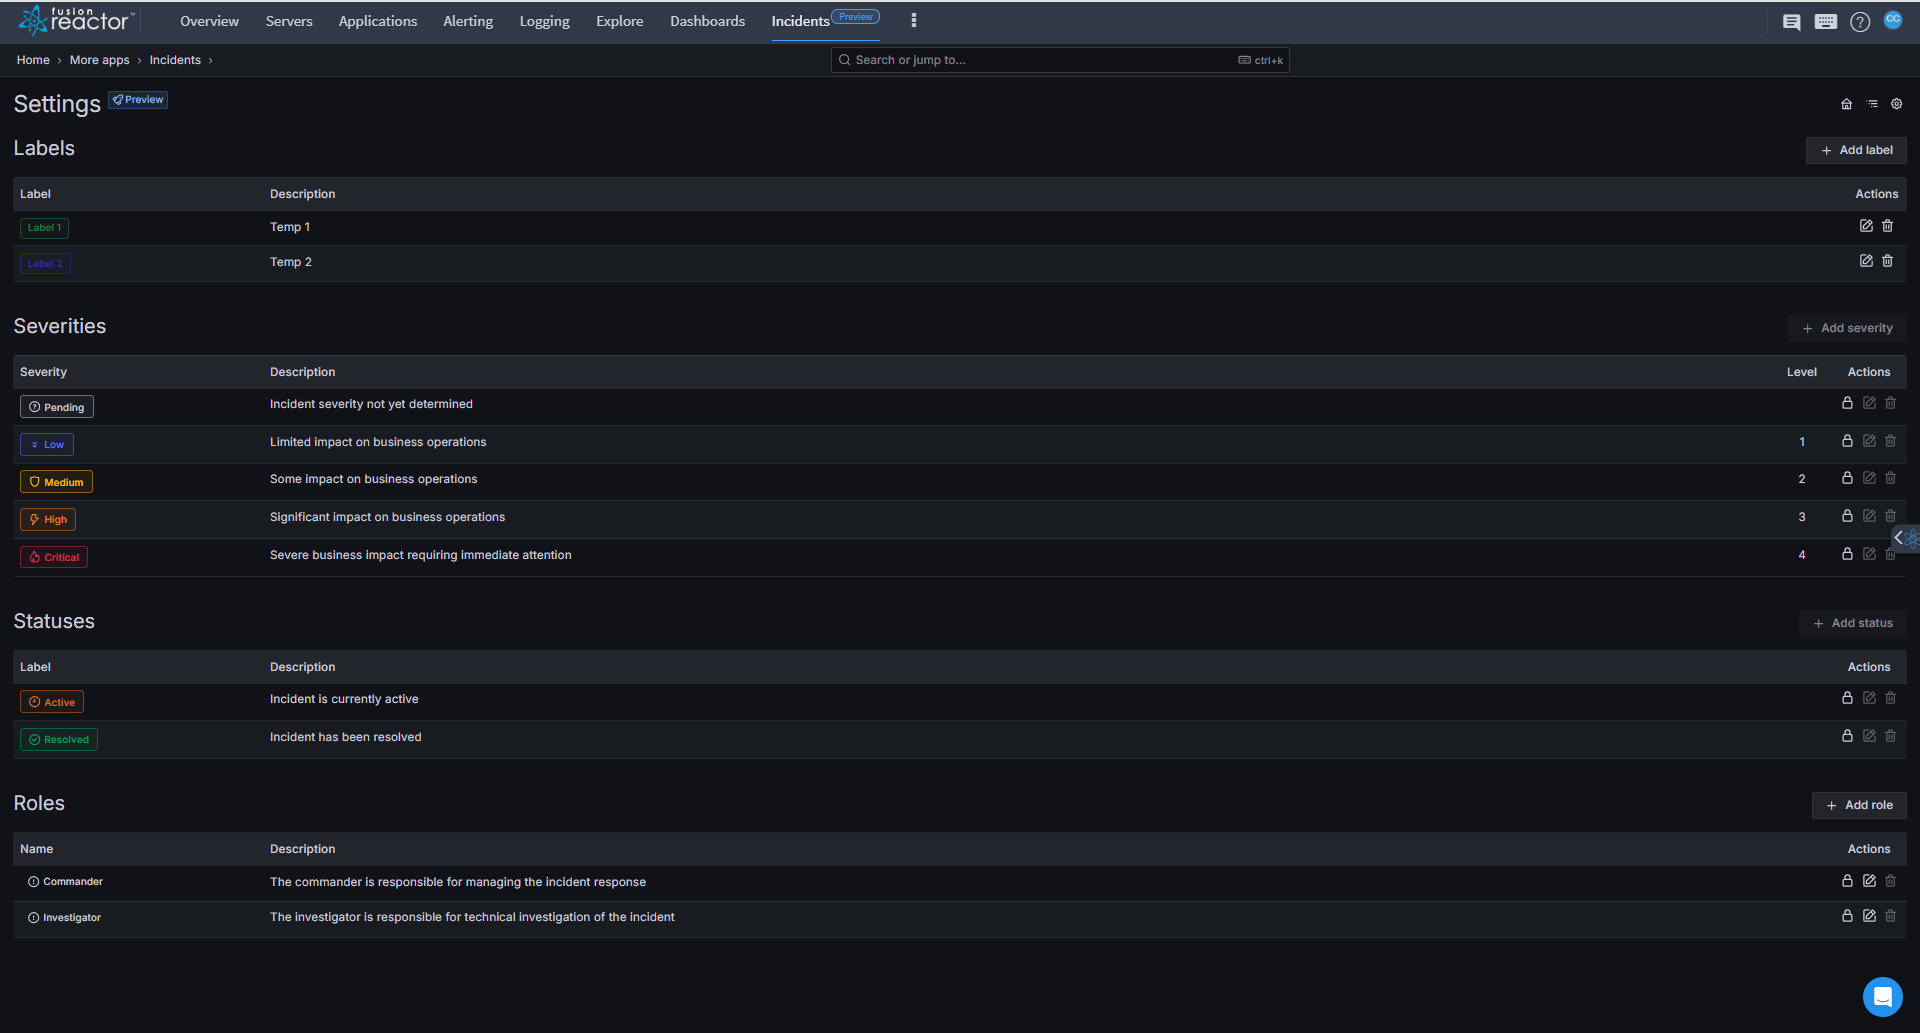 fusion reactor™
Overview Servers Applications Alerting Logging Explore Dashboards Incidents Preview CC
Home › More apps › Incidents › Search or jump to... ctrl+k
Settings Preview
Labels
+ Add label
Label Description Actions
Label 1 Temp 1
Label 2 Temp 2
Severities
+ Add severity
Severity Description Level Actions
Pending Incident severity not yet determined
Low Limited impact on business operations 1
Medium Some impact on business operations 2
High Significant impact on business operations 3
Critical Severe business impact requiring immediate attention 4
Statuses
+ Add status
Label Description Actions
Active Incident is currently active
Resolved Incident has been resolved
Roles
+ Add role
Name Description Actions
Commander The commander is responsible for managing the incident response
Investigator The investigator is responsible for technical investigation of the incident